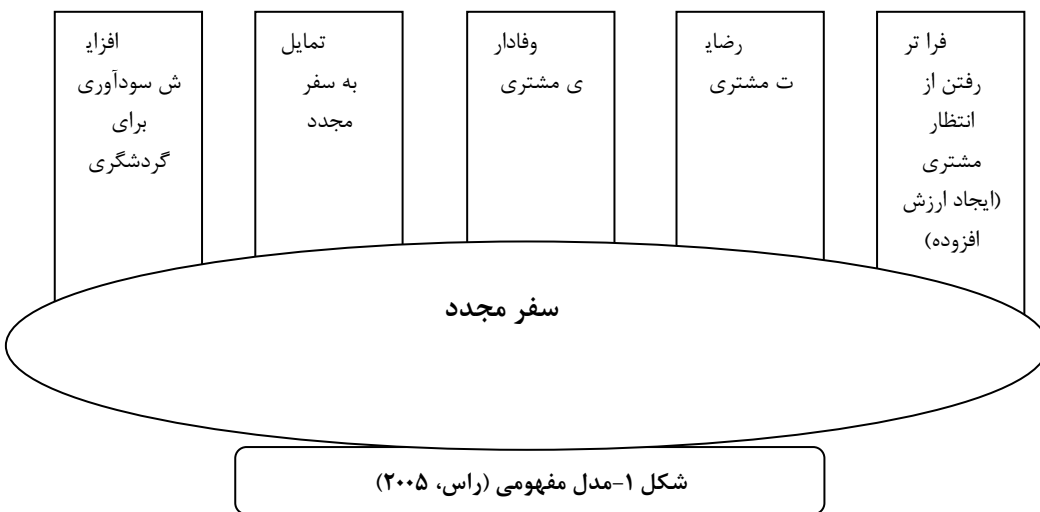 فرا تر
رفتن از
انتظار
مشتری
(ایجاد ارزش
افزوده)
رضای
ت مشتری
وفادار
ی مشتری
تمایل
به سفر
مجدد
افزای
ش سودآوری
برای
گردشگری
سفر مجدد
شکل ۱-مدل مفهومی (راس، ۲۰۰۵)